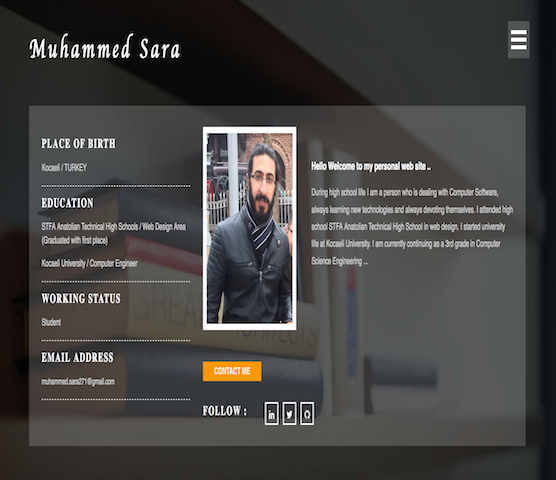 Muhammed Sara
PLACE OF BIRTH
Kocaeli / TURKEY
EDUCATION
STFA Anatolian Technical High Schools / Web Design Area
(Graduated with first place)
Kocaeli University / Computer Engineer
WORKING STATUS
Student
EMAIL ADDRESS
muhammed.sara271@gmail.com
Hello Welcome to my personal web site ..
During high school life I am a person who is dealing with Computer Software,
always learning new technologies and always devoting themselves. I attended high
school STFA Anatolian Technical High School in web design. I started university
life at Kocaeli University. I am currently continuing as a 3rd grade in Computer
Science Engineering ...
CONTACT ME
FOLLOW :
in